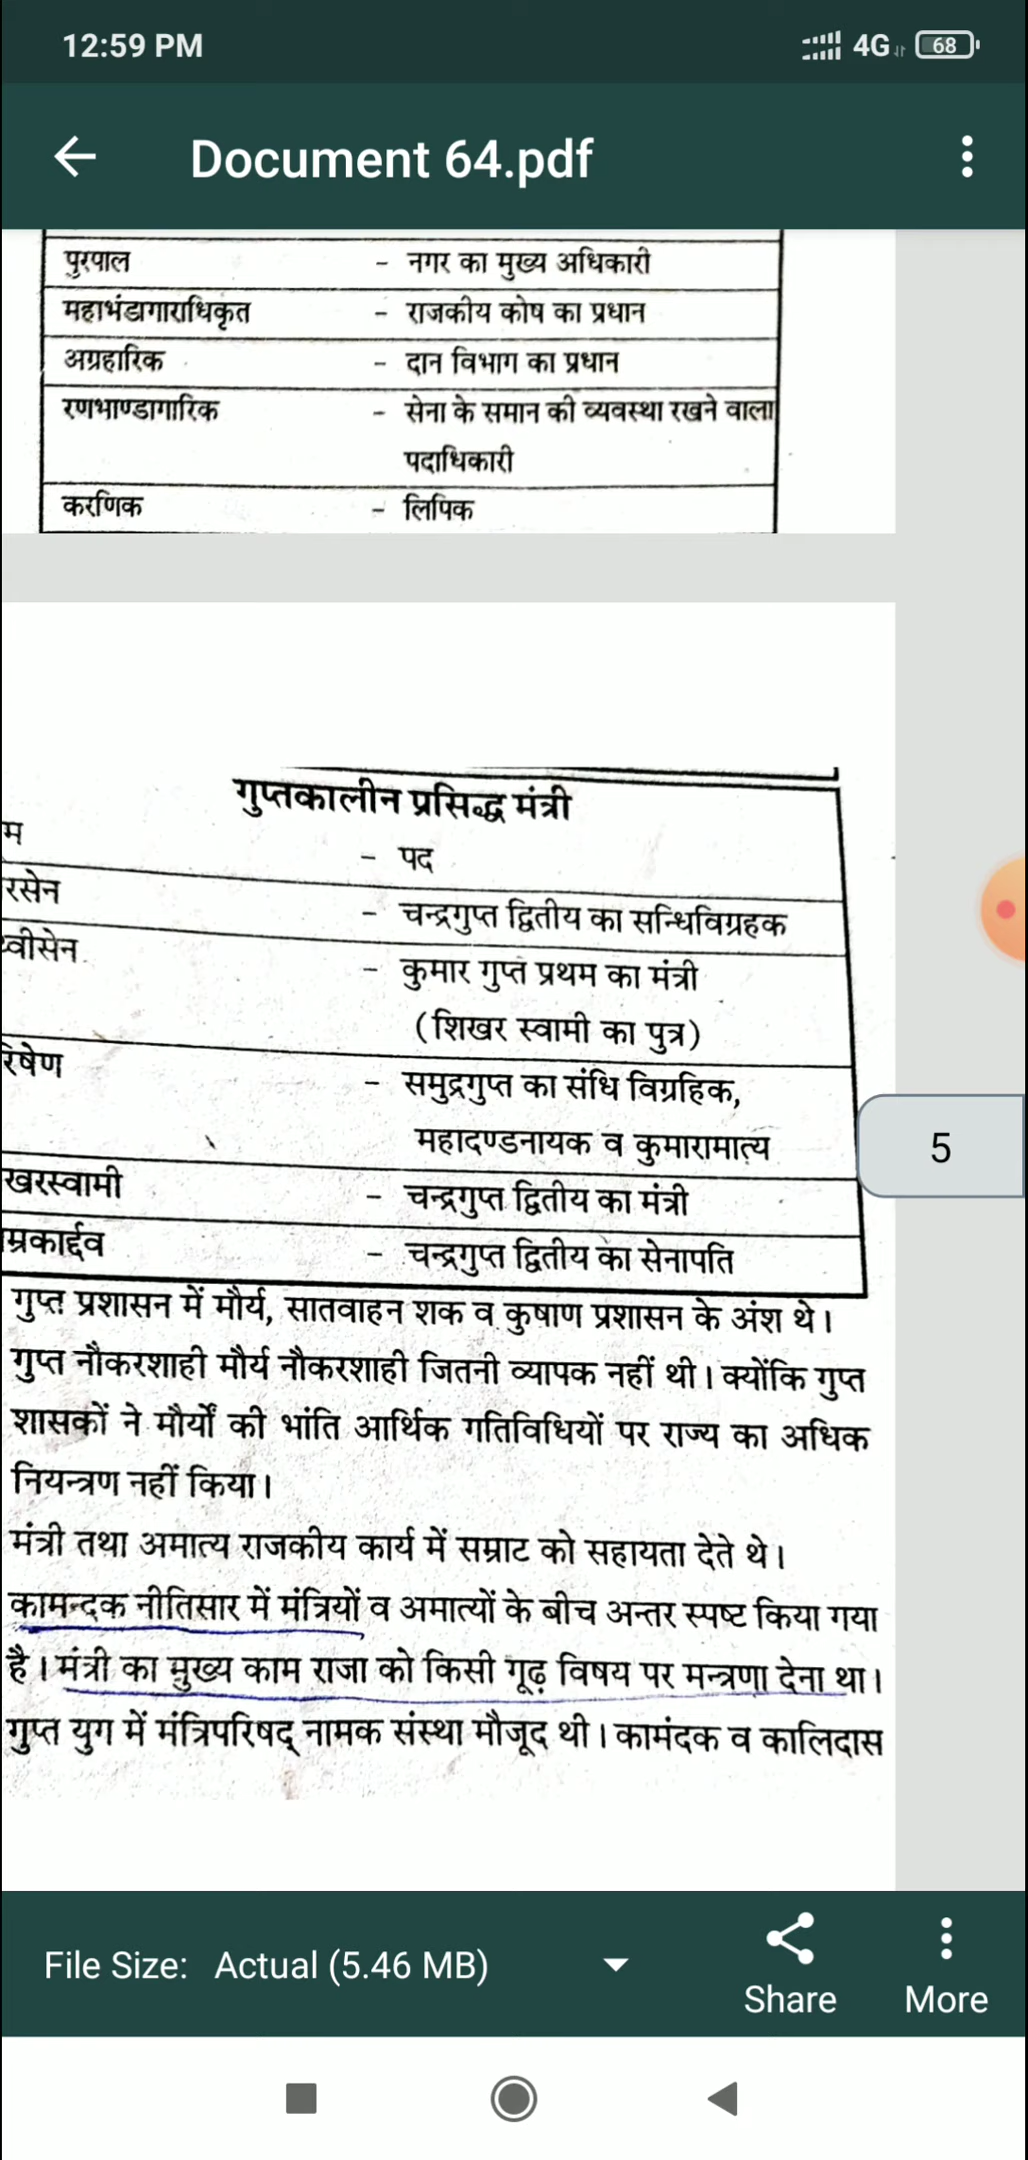 12:59 PM 4G 68
Document 64.pdf
पुरपाल - नगर का मुख्य अधिकारी
महाभंडागाराधिकृत - राजकीय कोष का प्रधान
अग्रहारिक - दान विभाग का प्रधान
रणभाण्डागारिक - सेना के समान की व्यवस्था रखने वाला
पदाधिकारी
करणिक - लिपिक
गुप्तकालीन प्रसिद्ध मंत्री
म - पद
रसेन - चन्द्रगुप्त द्वितीय का सन्धिविग्रहक
वीसेन - कुमार गुप्त प्रथम का मंत्री
(शिखर स्वामी का पुत्र)
रिषेण - समुद्रगुप्त का संधि विग्रहिक,
महादण्डनायक व कुमारामात्य
खरस्वामी - चन्द्रगुप्त द्वितीय का मंत्री
म्रकार्द्दव - चन्द्रगुप्त द्वितीय का सेनापति
5
गुप्त प्रशासन में मौर्य, सातवाहन शक व कुषाण प्रशासन के अंश थे।
गुप्त नौकरशाही मौर्य नौकरशाही जितनी व्यापक नहीं थी। क्योंकि गुप्त
शासकों ने मौर्यों की भांति आर्थिक गतिविधियों पर राज्य का अधिक
नियन्त्रण नहीं किया।
मंत्री तथा अमात्य राजकीय कार्य में सम्राट को सहायता देते थे।
कामन्दक नीतिसार में मंत्रियों व अमात्यों के बीच अन्तर स्पष्ट किया गया
है। मंत्री का मुख्य काम राजा को किसी गूढ़ विषय पर मन्त्रणा देना था।
गुप्त युग में मंत्रिपरिषद् नामक संस्था मौजूद थी। कामंदक व कालिदास
File Size: Actual (5.46 MB)
Share More